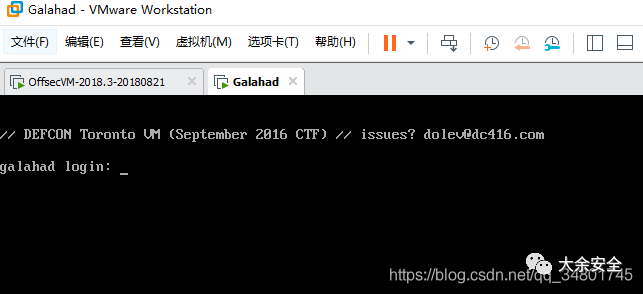 Galahad - VMware Workstation
文件(F) 编辑(E) 查看(V) 虚拟机(M) 选项卡(T) 帮助(H)
OffsecVM-2018.3-20180821 Galahad
// DEFCON Toronto VM (September 2016 CTF) // issues? dolev@dc416.com
galahad login: _
大余安全
https://blog.csdn.net/qq_34801745